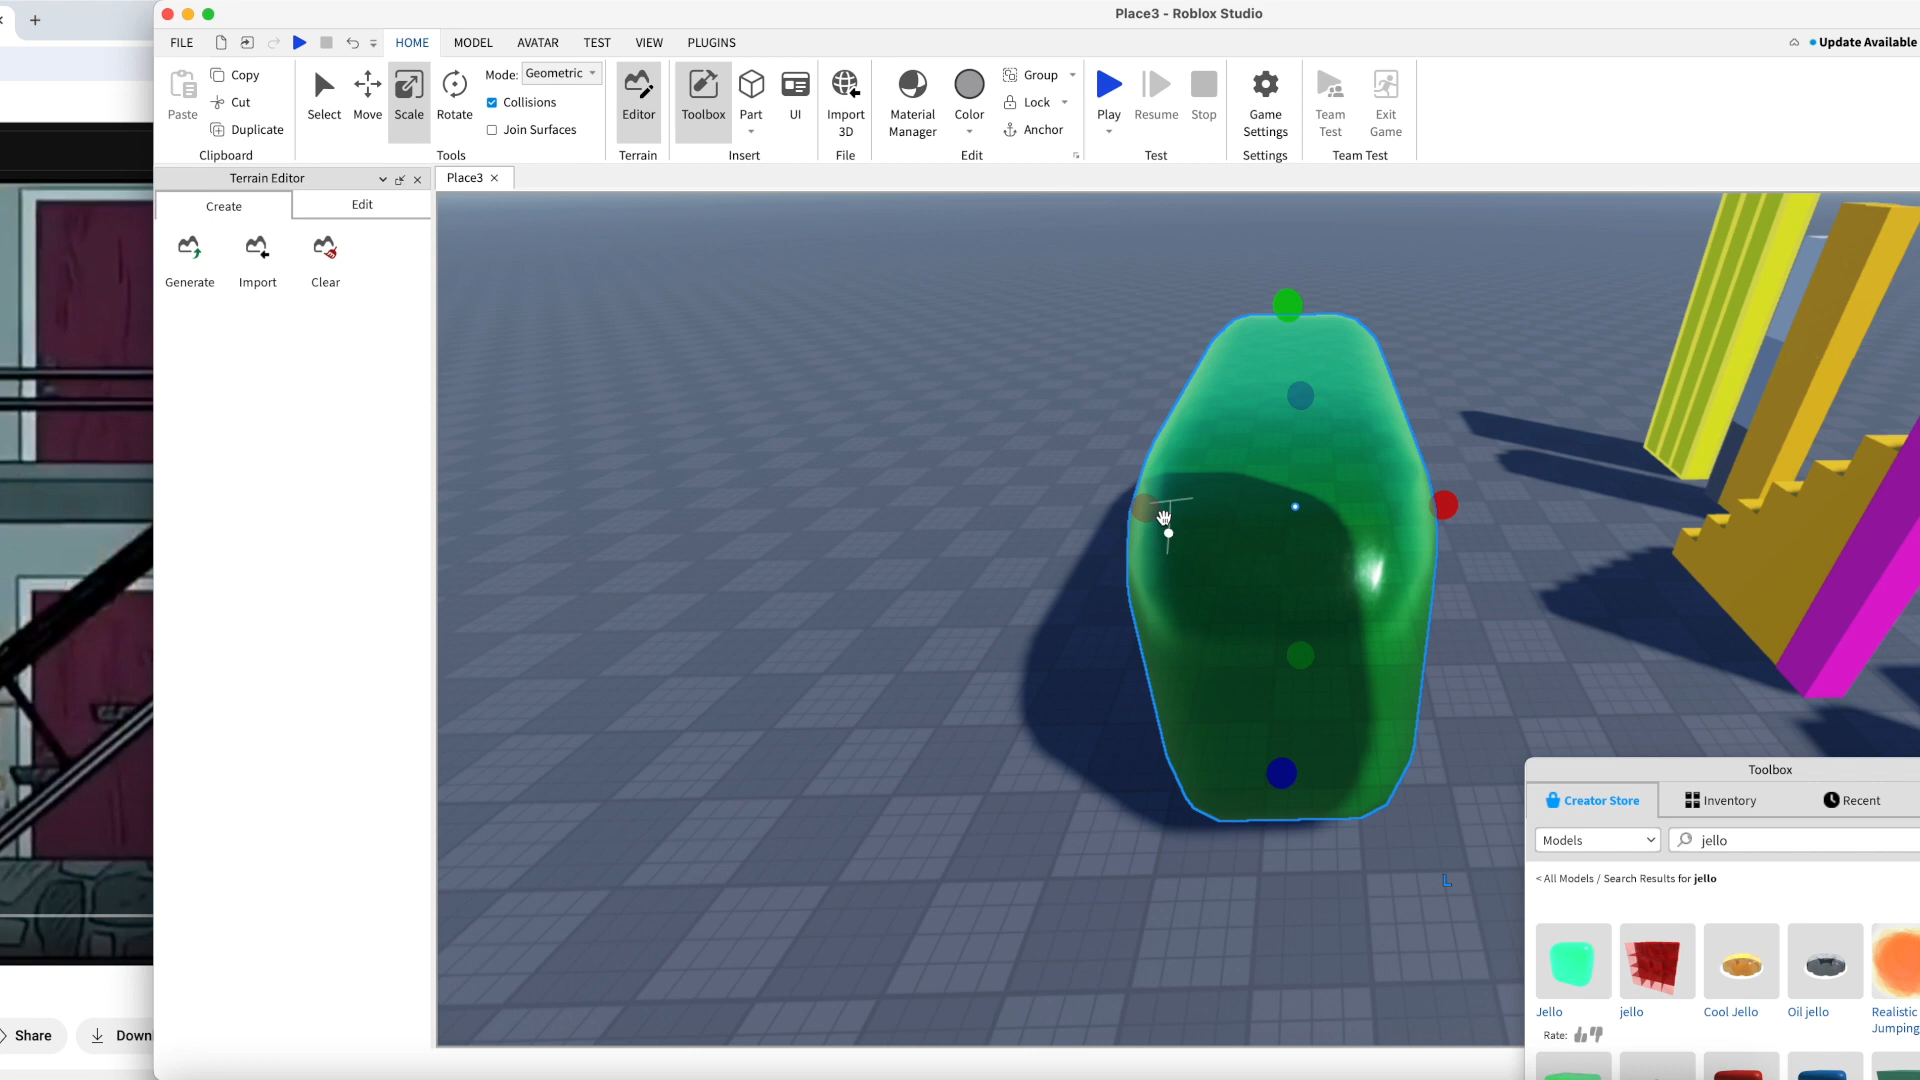 Place3 - Roblox Studio
FILE HOME MODEL AVATAR TEST VIEW PLUGINS Update Available
Paste Copy Cut Duplicate Clipboard
Select Move Scale Rotate Mode: Geometric Collisions Join Surfaces Tools
Editor Terrain
Toolbox Part UI Insert
Import 3D File
Material Manager Color Group Lock Anchor Edit
Play Resume Stop Test
Game Settings Settings
Team Test Exit Game Team Test
Terrain Editor
Place3
Create Edit
Generate Import Clear
L
Toolbox
Creator Store Inventory Recent
Models jello
< All Models / Search Results for jello
Jello jello Cool Jello Oil jello Realistic Jumping
Rate:
Share Down